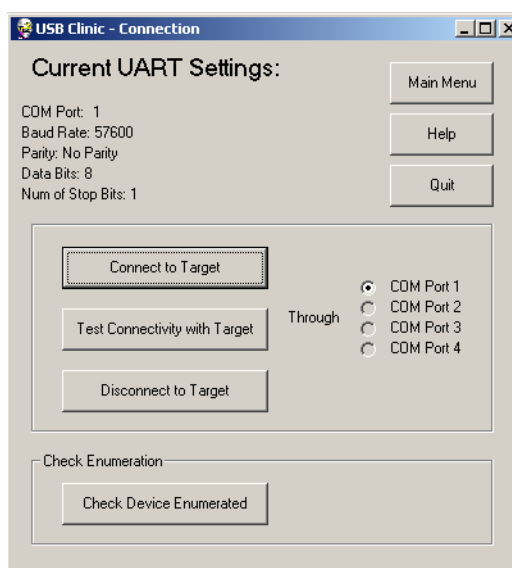 USB Clinic - Connection
Current UART Settings:
Main Menu
COM Port: 1
Baud Rate: 57600
Help
Parity: No Parity
Data Bits: 8
Quit
Num of Stop Bits: 1
Connect to Target
Test Connectivity with Target
Disconnect to Target
Through
COM Port 1
COM Port 2
COM Port 3
COM Port 4
Check Enumeration
Check Device Enumerated